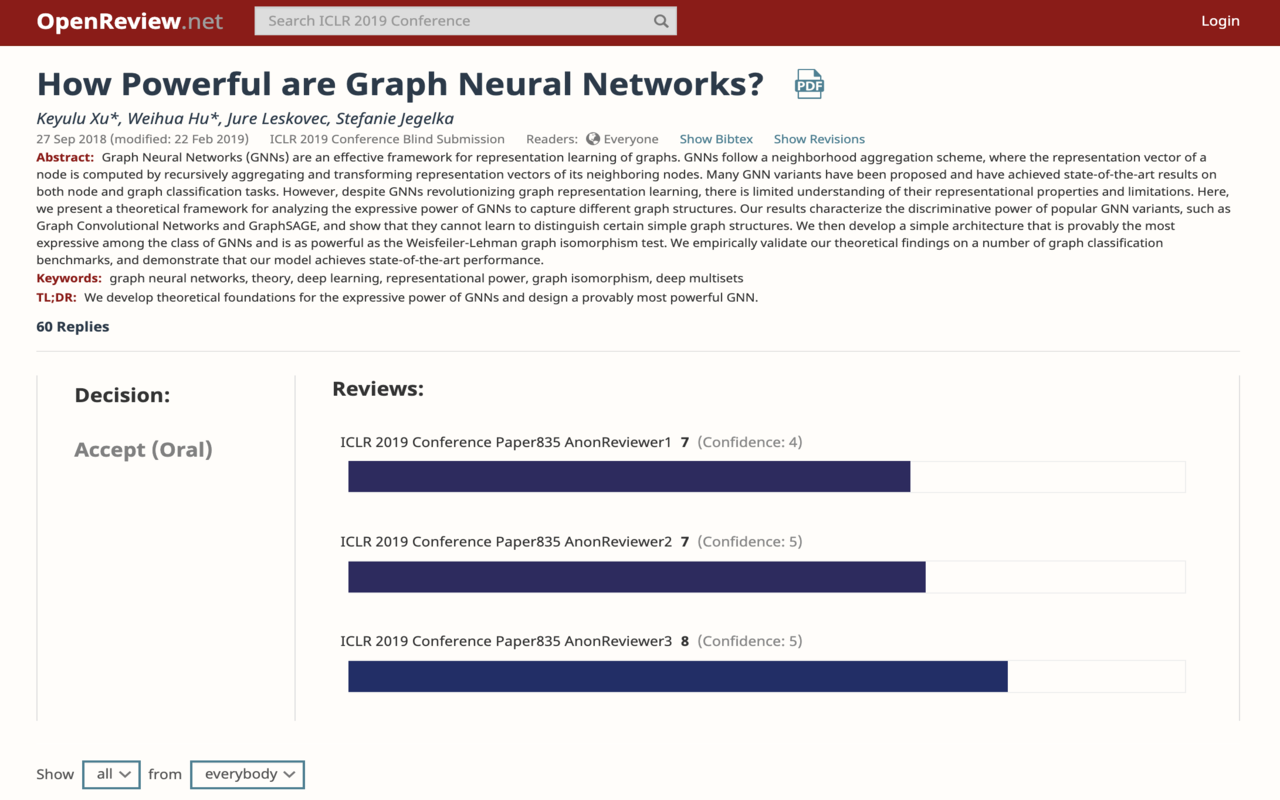 OpenReview.net Search ICLR 2019 Conference Login
How Powerful are Graph Neural Networks? PDF
Keyulu Xu*, Weihua Hu*, Jure Leskovec, Stefanie Jegelka
27 Sep 2018 (modified: 22 Feb 2019) ICLR 2019 Conference Blind Submission Readers: Everyone Show Bibtex Show Revisions
Abstract: Graph Neural Networks (GNNs) are an effective framework for representation learning of graphs. GNNs follow a neighborhood aggregation scheme, where the representation vector of a
node is computed by recursively aggregating and transforming representation vectors of its neighboring nodes. Many GNN variants have been proposed and have achieved state-of-the-art results on
both node and graph classification tasks. However, despite GNNs revolutionizing graph representation learning, there is limited understanding of their representational properties and limitations. Here,
we present a theoretical framework for analyzing the expressive power of GNNs to capture different graph structures. Our results characterize the discriminative power of popular GNN variants, such as
Graph Convolutional Networks and GraphSAGE, and show that they cannot learn to distinguish certain simple graph structures. We then develop a simple architecture that is provably the most
expressive among the class of GNNs and is as powerful as the Weisfeiler-Lehman graph isomorphism test. We empirically validate our theoretical findings on a number of graph classification
benchmarks, and demonstrate that our model achieves state-of-the-art performance.
Keywords: graph neural networks, theory, deep learning, representational power, graph isomorphism, deep multisets
TL;DR: We develop theoretical foundations for the expressive power of GNNs and design a provably most powerful GNN.
60 Replies
Decision:
Accept (Oral)
Reviews:
ICLR 2019 Conference Paper835 AnonReviewer1 7 (Confidence: 4)
ICLR 2019 Conference Paper835 AnonReviewer2 7 (Confidence: 5)
ICLR 2019 Conference Paper835 AnonReviewer3 8 (Confidence: 5)
Show all from everybody